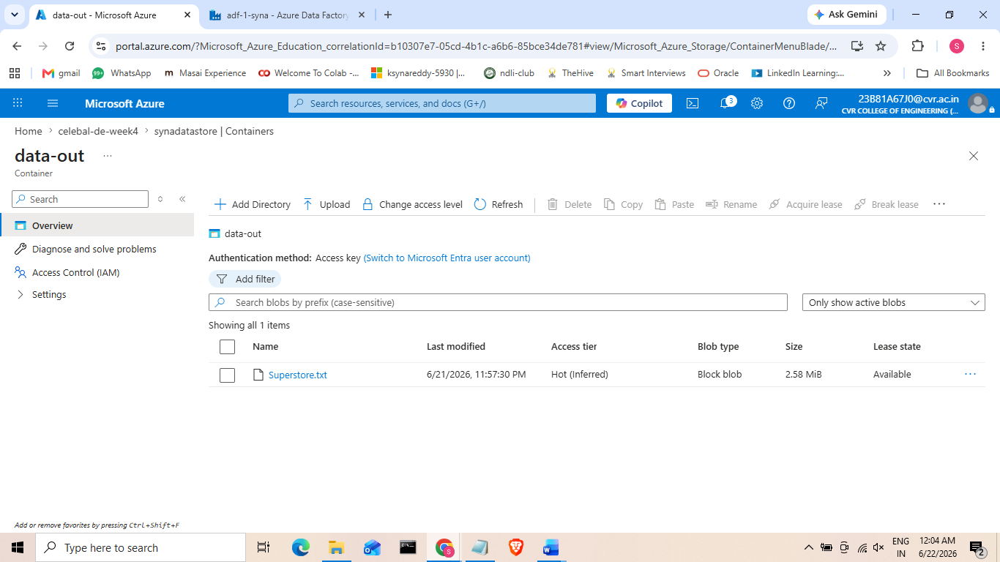 data-out - Microsoft Azure
adf-1-syna - Azure Data Factory
Ask Gemini
portal.azure.com/?Microsoft_Azure_Education_correlationId=b10307e7-05cd-4b1c-a6b6-85bce34de781#view/Microsoft_Azure_Storage/ContainerMenuBlade/...
S
gmail
99+ WhatsApp
m Masai Experience
Welcome To Colab -...
ksynareddy-5930 |...
ndli-club
TheHive
Smart Interviews
Oracle
LinkedIn Learning:...
»
All Bookmarks
Microsoft Azure
Search resources, services, and docs (G+/)
Copilot
3
23B81A67J0@cvr.ac.in
CVR COLLEGE OF ENGINEERING (...
Home > celebal-de-week4 > synadatastore | Containers
data-out ...
Container
Search
«
Overview
Diagnose and solve problems
Access Control (IAM)
Settings
Add Directory Upload Change access level Refresh Delete Copy Paste Rename Acquire lease Break lease ...
data-out
Authentication method: Access key (Switch to Microsoft Entra user account)
Add filter
Search blobs by prefix (case-sensitive)
Only show active blobs
Showing all 1 items
Name Last modified Access tier Blob type Size Lease state
Superstore.txt 6/21/2026, 11:57:30 PM Hot (Inferred) Block blob 2.58 MiB Available ...
Add or remove favorites by pressing Ctrl+Shift+F
Type here to search
S
ENG
IN
12:04 AM
6/22/2026
2